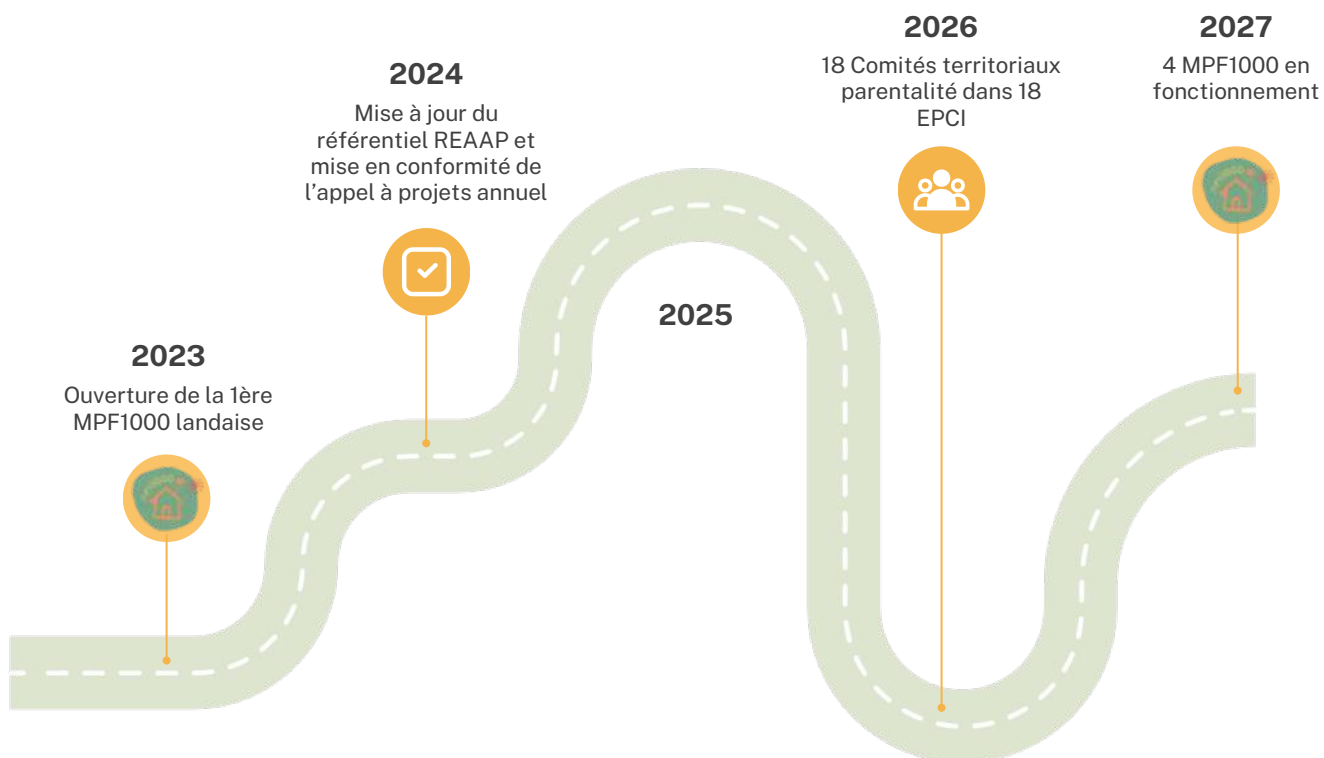 2023
Ouverture de la 1ère
MPF1000 landaise
2024
Mise à jour du
référentiel REAAP et
mise en conformité de
l'appel à projets annuel
2025
2026
18 Comités territoriaux
parentalité dans 18
EPCI
2027
4 MPF1000 en
fonctionnement